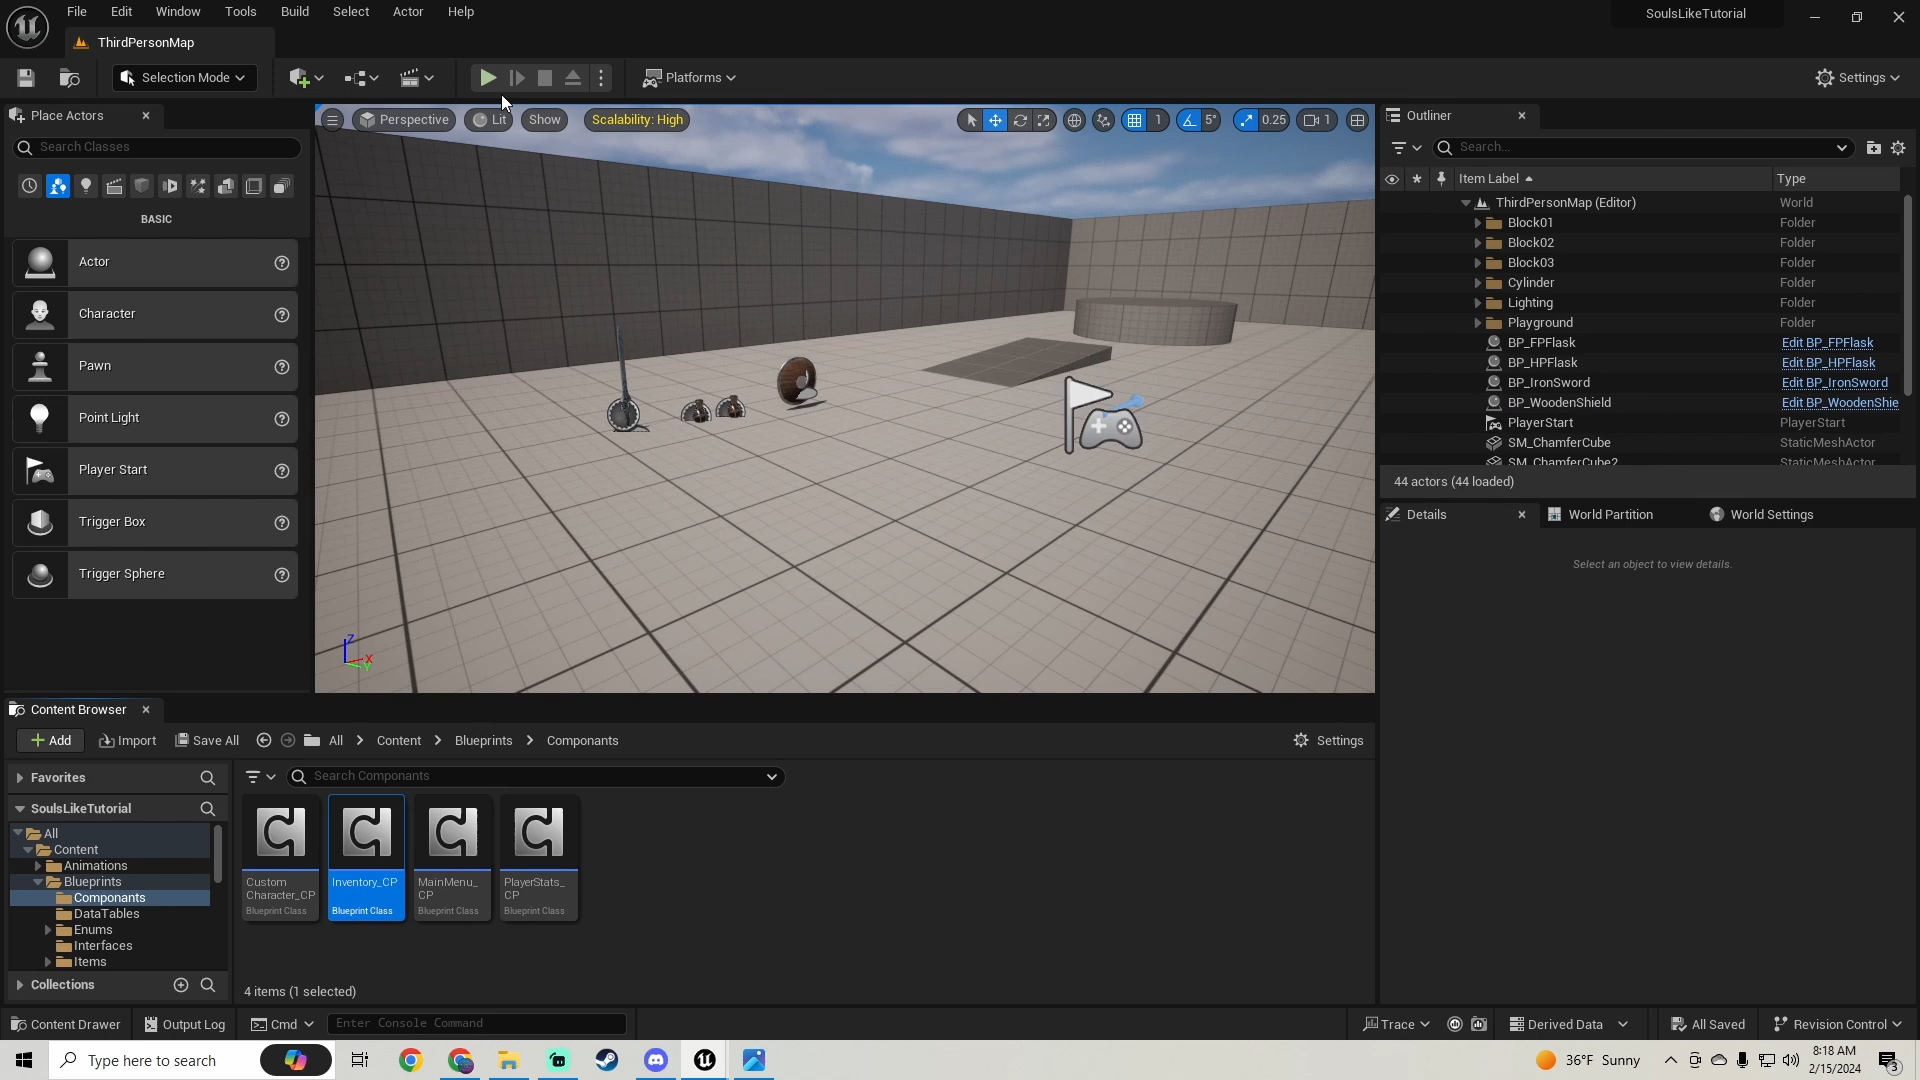 File Edit Window Tools Build Select Actor Help
SoulsLikeTutorial
ThirdPersonMap
Selection Mode
Platforms
Settings
Place Actors
Search Classes
BASIC
Actor
Character
Pawn
Point Light
Player Start
Trigger Box
Trigger Sphere
Perspective Lit Show Scalability: High
1 5° 0.25 1
Z
X
Y
Outliner
Search...
Item Label Type
ThirdPersonMap (Editor) World
Block01 Folder
Block02 Folder
Block03 Folder
Cylinder Folder
Lighting Folder
Playground Folder
BP_FPFlask Edit BP_FPFlask
BP_HPFlask Edit BP_HPFlask
BP_IronSword Edit BP_IronSword
BP_WoodenShield Edit BP_WoodenShie
PlayerStart PlayerStart
SM_ChamferCube StaticMeshActor
SM_ChamferCube2 StaticMeshActor
44 actors (44 loaded)
Details World Partition World Settings
Select an object to view details.
Content Browser
Add Import Save All All Content Blueprints Componants Settings
Favorites
Search Componants
SoulsLikeTutorial
All
Content
Animations
Blueprints
Componants
DataTables
Enums
Interfaces
Items
Collections
Custom
Character_CP
Blueprint Class
Inventory_CP
Blueprint Class
MainMenu_
CP
Blueprint Class
PlayerStats_
CP
Blueprint Class
4 items (1 selected)
Content Drawer Output Log Cmd Enter Console Command Trace Derived Data All Saved Revision Control
Type here to search
36°F Sunny
8:18 AM
2/15/2024
3